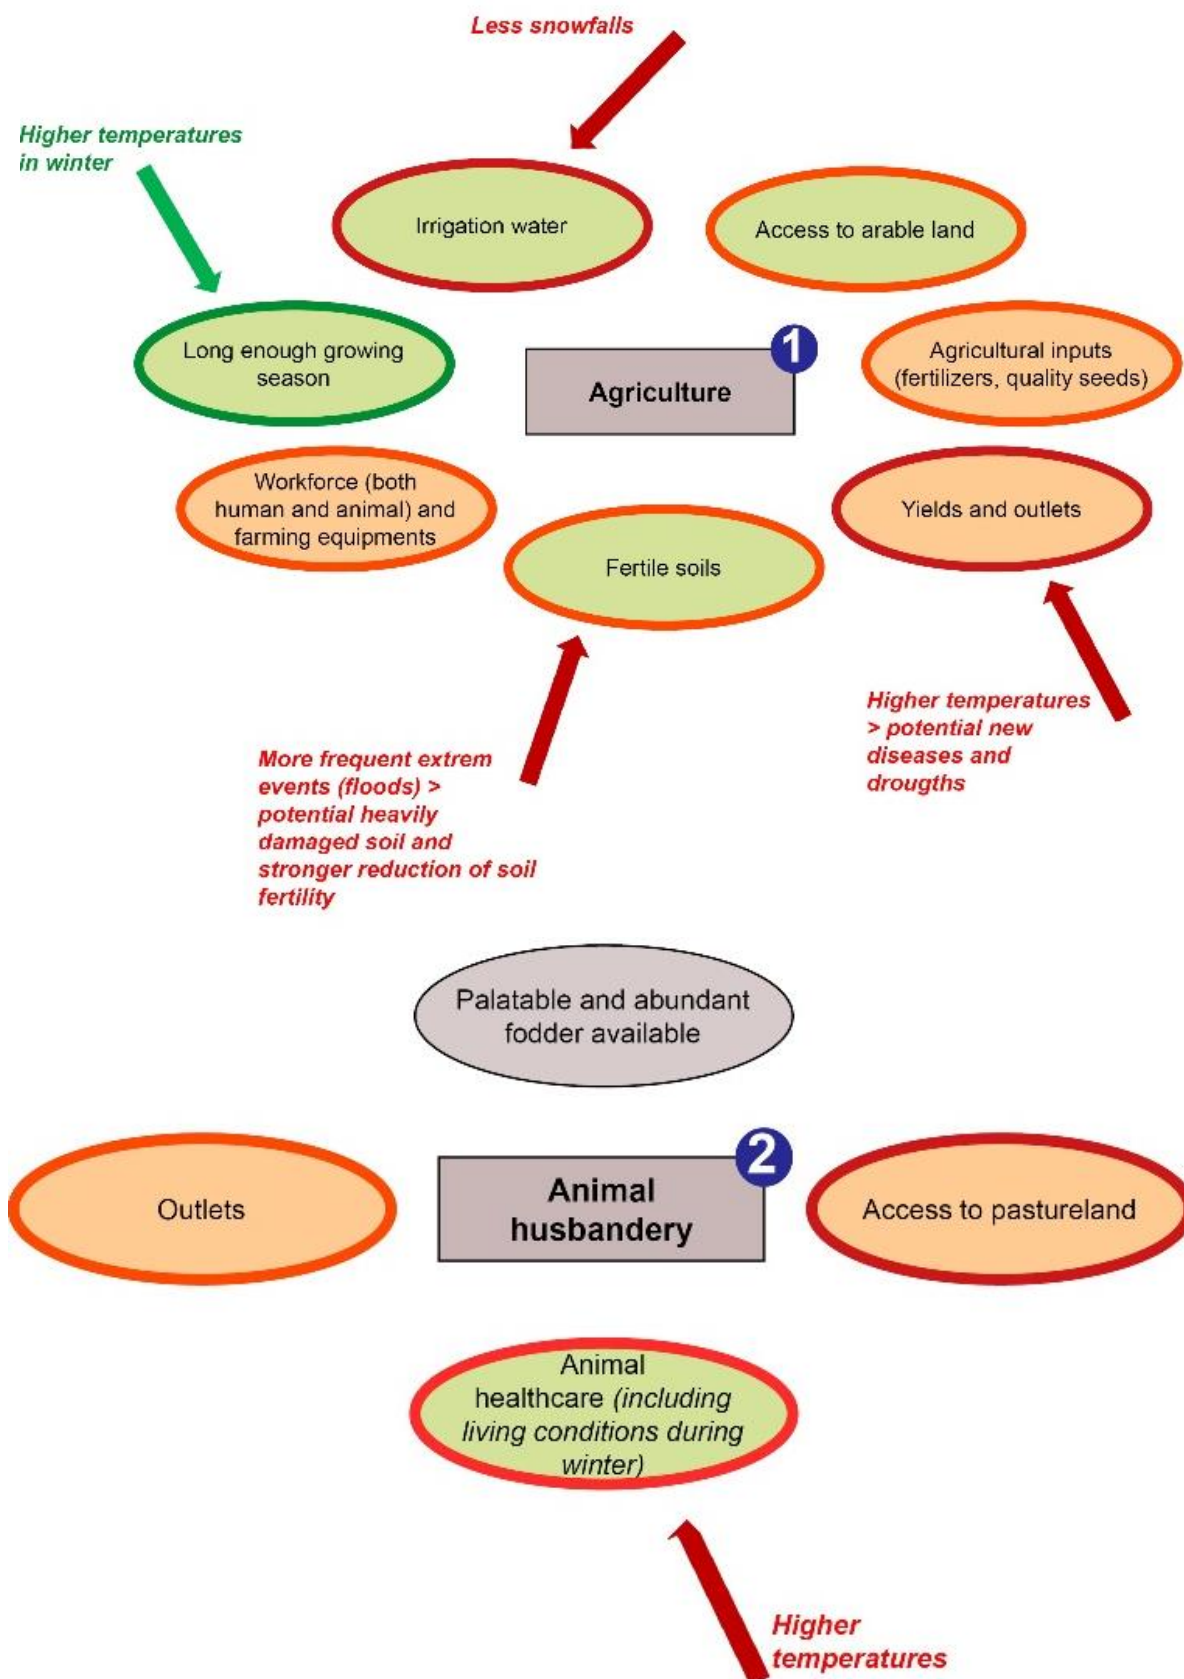 Less snowfalls
Higher temperatures
in winter
Irrigation water
Access to arable land
Long enough growing
season
1
Agriculture
Agricultural inputs
(fertilizers, quality seeds)
Workforce (both
human and animal) and
farming equipments
Yields and outlets
Fertile soils
Higher temperatures
> potential new
diseases and
drougths
More frequent extrem
events (floods) >
potential heavily
damaged soil and
stronger reduction of soil
fertility
Palatable and abundant
fodder available
2
Outlets
Animal
husbandery
Access to pastureland
Animal
healthcare (including
living conditions during
winter)
Higher
temperatures